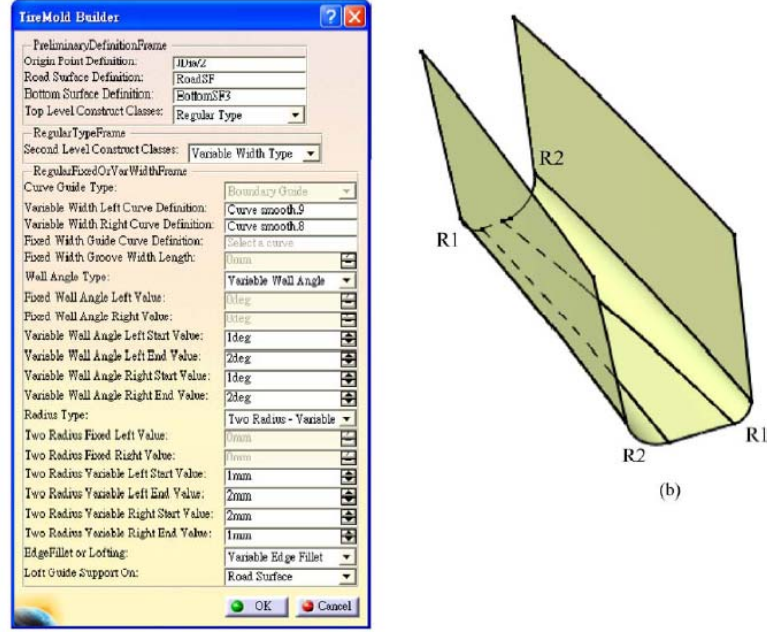 TireMold Builder
PreliminaryDefinitionFrame
Origin Point Definition: JDia/2
Road Surface Definition: RoadSF
Bottom Surface Definition: BottomSF3
Top Level Construct Classes: Regular Type
RegularTypeFrame
Second Level Construct Classes: Variable Width Type
RegularFixedOrVarWidthFrame
Curve Guide Type: Boundary Guide
Variable Width Left Curve Definition: Curve smooth.9
Variable Width Right Curve Definition: Curve smooth.8
Fixed Width Guide Curve Definition: Select a curve
Fixed Width Groove Width Length: 0mm
Wall Angle Type: Variable Wall Angle
Fixed Wall Angle Left Value: 0deg
Fixed Wall Angle Right Value: 0deg
Variable Wall Angle Left Start Value: 1deg
Variable Wall Angle Left End Value: 2deg
Variable Wall Angle Right Start Value: 1deg
Variable Wall Angle Right End Value: 2deg
Radius Type: Two Radius - Variable
Two Radius Fixed Left Value: 0mm
Two Radius Fixed Right Value: 0mm
Two Radius Variable Left Start Value: 1mm
Two Radius Variable Left End Value: 2mm
Two Radius Variable Right Start Value: 2mm
Two Radius Variable Right End Value: 1mm
EdgeFillet or Lofting: Variable Edge Fillet
Loft Guide Support On: Road Surface
OK Cancel
R2
R1
R1
R2
(b)